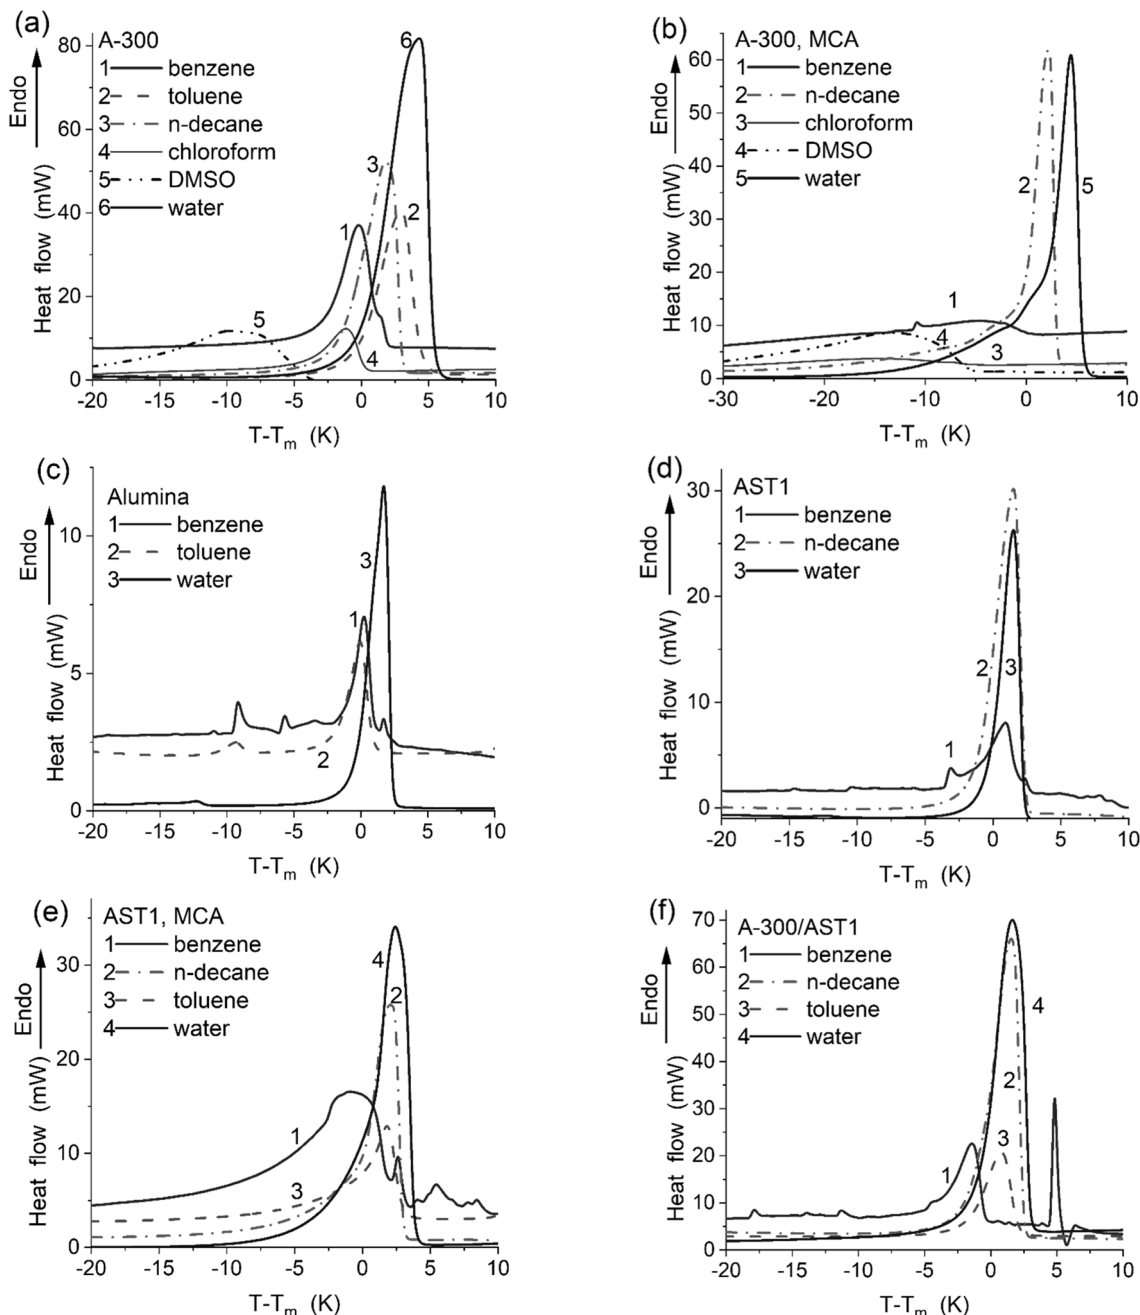 (a)
A-300
1 benzene
2 toluene
3 n-decane
4 chloroform
5 DMSO
6 water
Heat flow (mW)
Endo
80
60
40
20
0
-20 -15 -10 -5 0 5 10
T-Tm (K)
1
2
3
4
5
6
(b)
A-300, MCA
1 benzene
2 n-decane
3 chloroform
4 DMSO
5 water
Heat flow (mW)
Endo
60
50
40
30
20
10
0
-30 -20 -10 0 10
T-Tm (K)
1
2
3
4
5
(c)
Alumina
1 benzene
2 toluene
3 water
Heat flow (mW)
Endo
10
5
0
-20 -15 -10 -5 0 5 10
T-Tm (K)
1
2
3
(d)
AST1
1 benzene
2 n-decane
3 water
Heat flow (mW)
Endo
30
20
10
0
-20 -15 -10 -5 0 5 10
T-Tm (K)
1
2
3
(e)
AST1, MCA
1 benzene
2 n-decane
3 toluene
4 water
Heat flow (mW)
Endo
30
20
10
0
-20 -15 -10 -5 0 5 10
T-Tm (K)
1
2
3
4
(f)
A-300/AST1
1 benzene
2 n-decane
3 toluene
4 water
Heat flow (mW)
Endo
70
60
50
40
30
20
10
0
-20 -15 -10 -5 0 5 10
T-Tm (K)
1
2
3
4